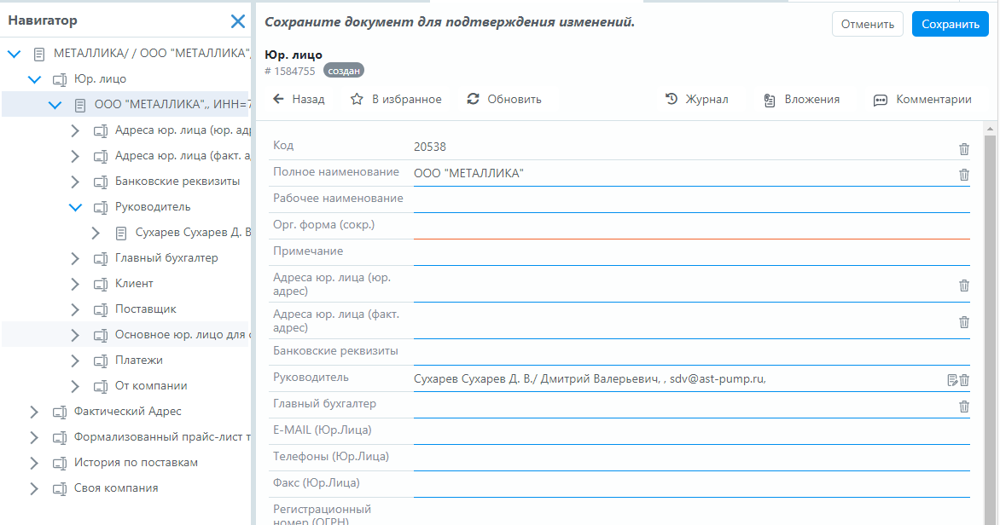 Навигатор
МЕТАЛЛИКА/ / ООО "МЕТАЛЛИКА",
Юр. лицо
ООО "МЕТАЛЛИКА",, ИНН=7
Адреса юр. лица (юр. адр
Адреса юр. лица (факт. а
Банковские реквизиты
Руководитель
Сухарев Сухарев Д. В
Главный бухгалтер
Клиент
Поставщик
Основное юр. лицо для с
Платежи
От компании
Фактический Адрес
Формализованный прайс-лист т
История по поставкам
Своя компания
Сохраните документ для подтверждения изменений.
Отменить
Сохранить
Юр. лицо
# 1584755 создан
Назад
В избранное
Обновить
Журнал
Вложения
Комментарии
Код
20538
Полное наименование
ООО "МЕТАЛЛИКА"
Рабочее наименование
Орг. форма (сокр.)
Примечание
Адреса юр. лица (юр.
адрес)
Адреса юр. лица (факт.
адрес)
Банковские реквизиты
Руководитель
Сухарев Сухарев Д. В./ Дмитрий Валерьевич, , sdv@ast-pump.ru,
Главный бухгалтер
E-MAIL (Юр.Лица)
Телефоны (Юр.Лица)
Факс (Юр.Лица)
Регистрационный
номер (ОГРН)